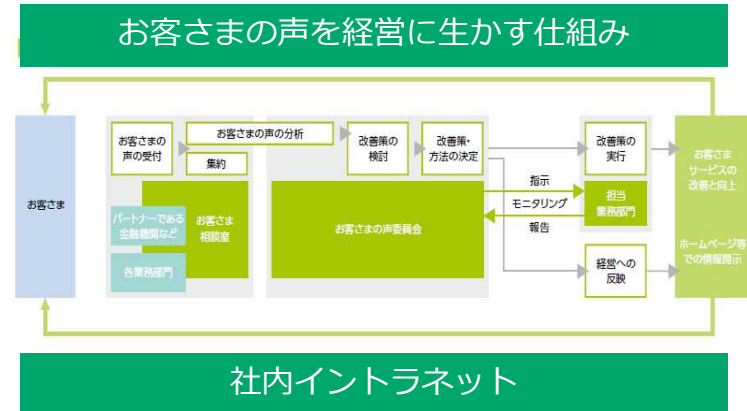 お客さまの声を経営に生かす仕組み
お客さま
お客さまの
声の受付
お客さまの声の分析
集約
改善策の
検討
改善策・
方法の決定
改善策の
実行
お客さま
サービスの
改善と向上
パートナーである
金融機関など
お客さま
相談室
各業務部門
お客さまの声委員会
指示
モニタリング
報告
担当
業務部門
経営への
反映
ホームページ等
での情報開示
社内イントラネット